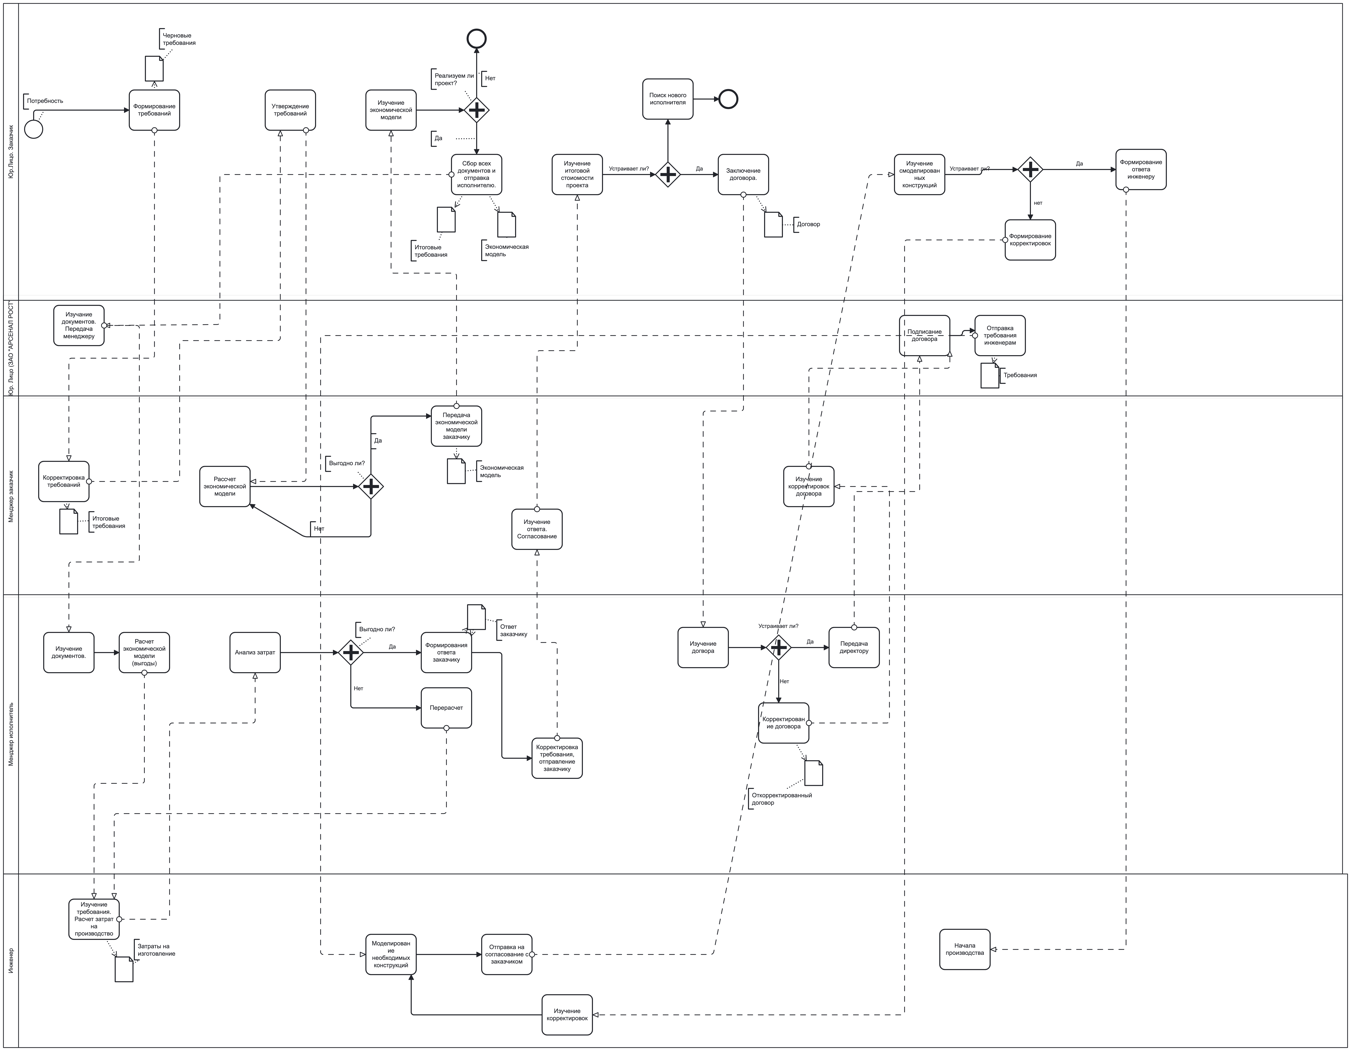 Юр.Лицо. Заказчик
Черновые
требования
Потребность
Формирование
требований
Утверждение
требований
Изучение
экономической
модели
Реализуем ли
проект?
Нет
Да
Сбор всех
документов и
отправка
исполнителю.
Итоговые
требования
Экономическая
модель
Изучение
итоговой
стоиомости
проекта
Устраивает ли?
Поиск нового
исполнителя
Да
Заключение
договора.
Договор
Изучение
смоделирован
ных
конструкций
Устраивает ли?
Да
нет
Формирование
ответа
инженеру
Формирование
корректировок
Юр. Лицо (ЗАО "АРСЕНАЛ РОСТ"
Изучание
документов.
Передача
менеджеру
Подписание
договора
Отправка
требования
инженерам
Требования
Менджер заказчик
Корректировка
требований
Итоговые
требования
Рассчет
экономической
модели
Выгодно ли?
Да
Нет
Передача
экономической
модели
заказчику
Экономическая
модель
Изучение
ответа.
Согласование
Изучение
корректировок
договора
Менджер исполнитель
Изучение
документов.
Расчет
экономической
модели
(выгоды)
Анализ затрат
Выгодно ли?
Да
Нет
Формирования
ответа
заказчику
Ответ
заказчику
Перерасчет
Корректировка
требования,
отправление
заказчику
Изучение
догвора
Устраивает ли?
Да
Нет
Передача
директору
Корректирован
ие договора
Откорректированный
договор
Инженер
Изучение
требования.
Расчет затрат
на
производство
Затраты на
изготовление
Моделирован
ие
необходимых
конструкций
Отправка на
согласование с
заказчиком
Изучение
корректировок
Начала
производства